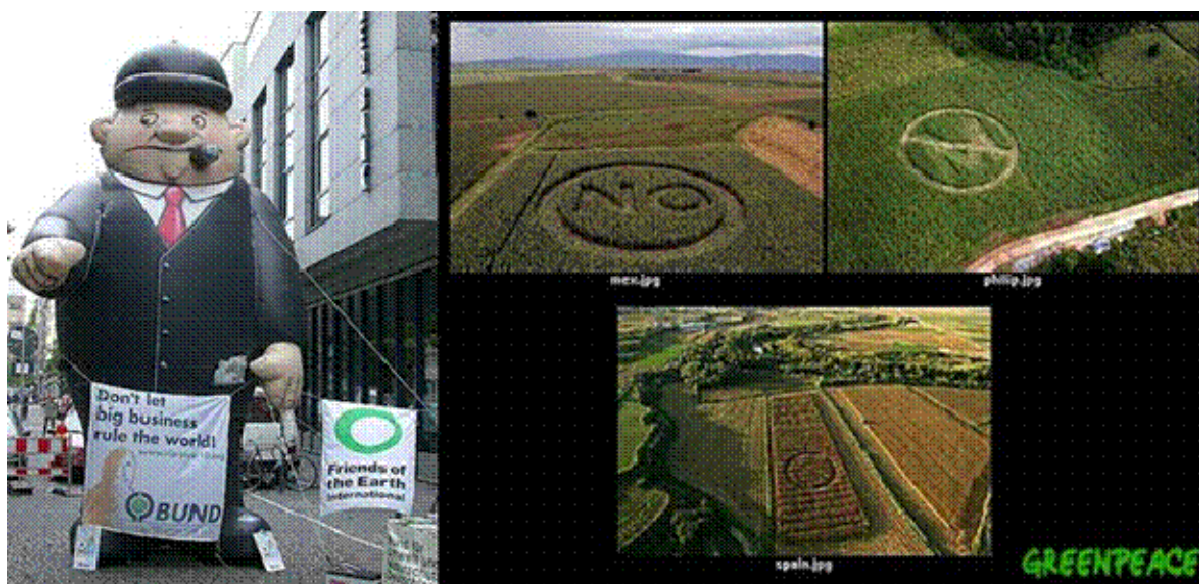 Don't let
big business
rule the world!
BUND
Friends of
the Earth
International
NO
mex.jpg
philip.jpg
spain.jpg
GREENPEACE